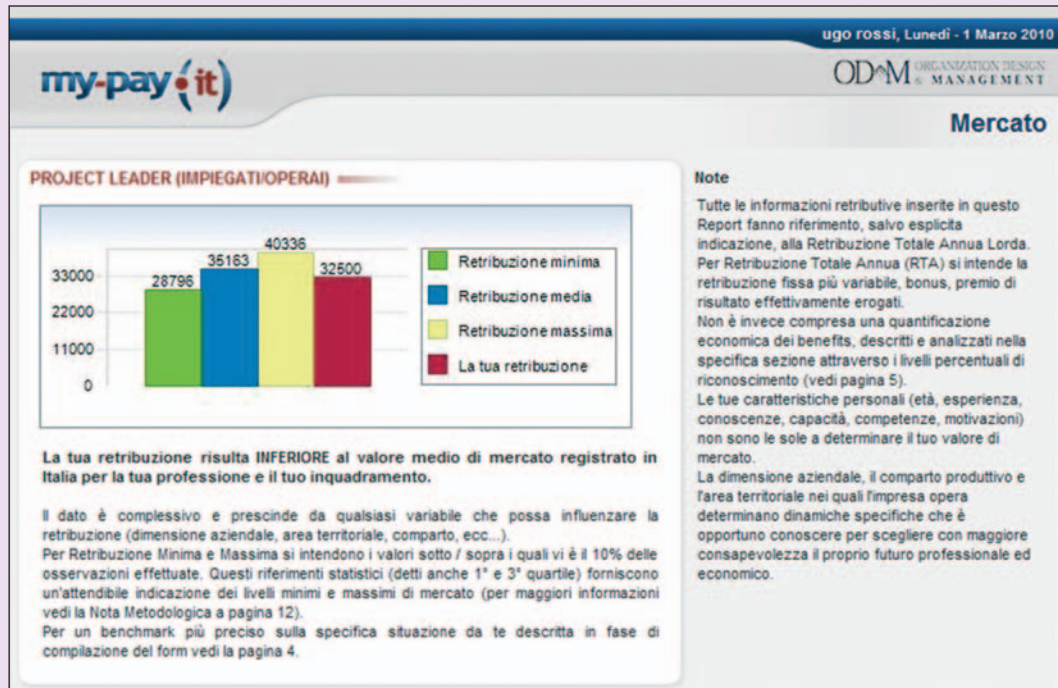 ugo rossi, Lunedì - 1 Marzo 2010
my-pay.(it)
OD&M ORGANIZATION DESIGN
& MANAGEMENT
Mercato
PROJECT LEADER (IMPIEGATI/OPERAI)
40336
35163
32500
28796
33000
22000
11000
0
Retribuzione minima
Retribuzione media
Retribuzione massima
La tua retribuzione
La tua retribuzione risulta INFERIORE al valore medio di mercato registrato in
Italia per la tua professione e il tuo inquadramento.
Il dato è complessivo e prescinde da qualsiasi variabile che possa influenzare la
retribuzione (dimensione aziendale, area territoriale, comparto, ecc...).
Per Retribuzione Minima e Massima si intendono i valori sotto / sopra i quali vi è il 10% delle
osservazioni effettuate. Questi riferimenti statistici (detti anche 1° e 3° quartile) forniscono
un'attendibile indicazione dei livelli minimi e massimi di mercato (per maggiori informazioni
vedi la Nota Metodologica a pagina 12).
Per un benchmark più preciso sulla specifica situazione da te descritta in fase di
compilazione del form vedi la pagina 4.
Note
Tutte le informazioni retributive inserite in questo
Report fanno riferimento, salvo esplicita
indicazione, alla Retribuzione Totale Annua Lorda.
Per Retribuzione Totale Annua (RTA) si intende la
retribuzione fissa più variabile, bonus, premio di
risultato effettivamente erogati.
Non è invece compresa una quantificazione
economica dei benefits, descritti e analizzati nella
specifica sezione attraverso i livelli percentuali di
riconoscimento (vedi pagina 5).
Le tue caratteristiche personali (età, esperienza,
conoscenze, capacità, competenze, motivazioni)
non sono le sole a determinare il tuo valore di
mercato.
La dimensione aziendale, il comparto produttivo e
l'area territoriale nei quali l'impresa opera
determinano dinamiche specifiche che è
opportuno conoscere per scegliere con maggiore
consapevolezza il proprio futuro professionale ed
economico.